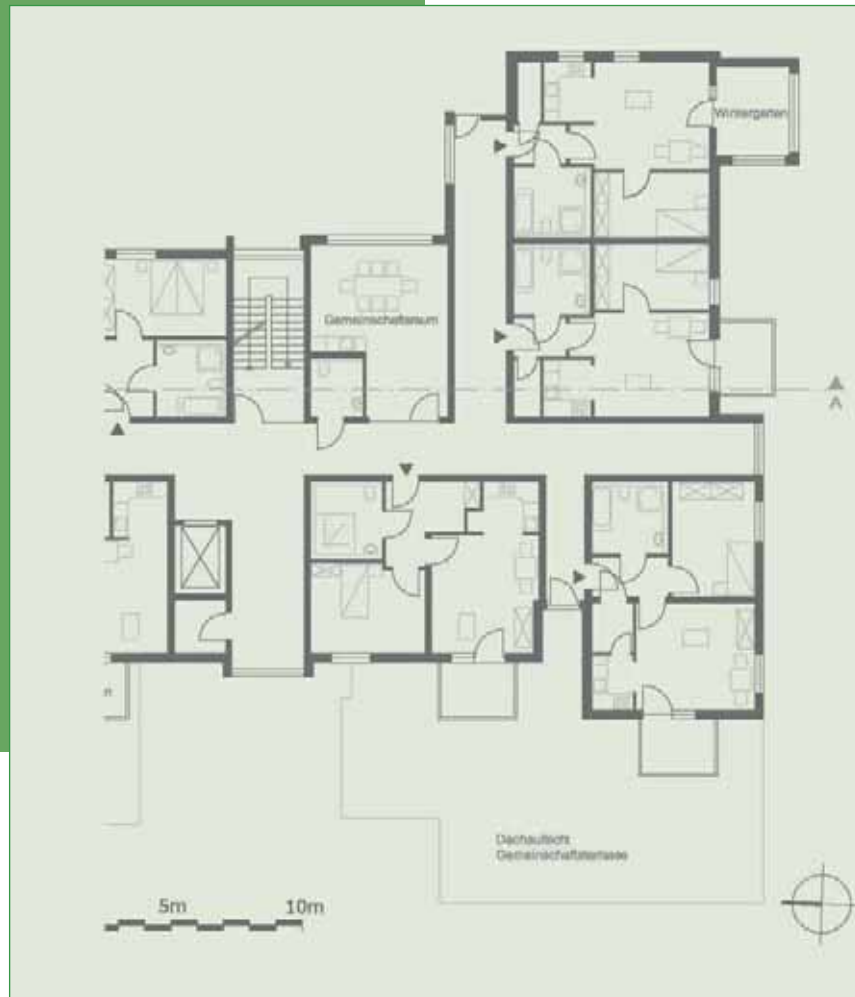 Wintergarten
Gemeinschaftsraum
A
n
Dachaufsicht
Gemeinschaftsterrasse
5m 10m